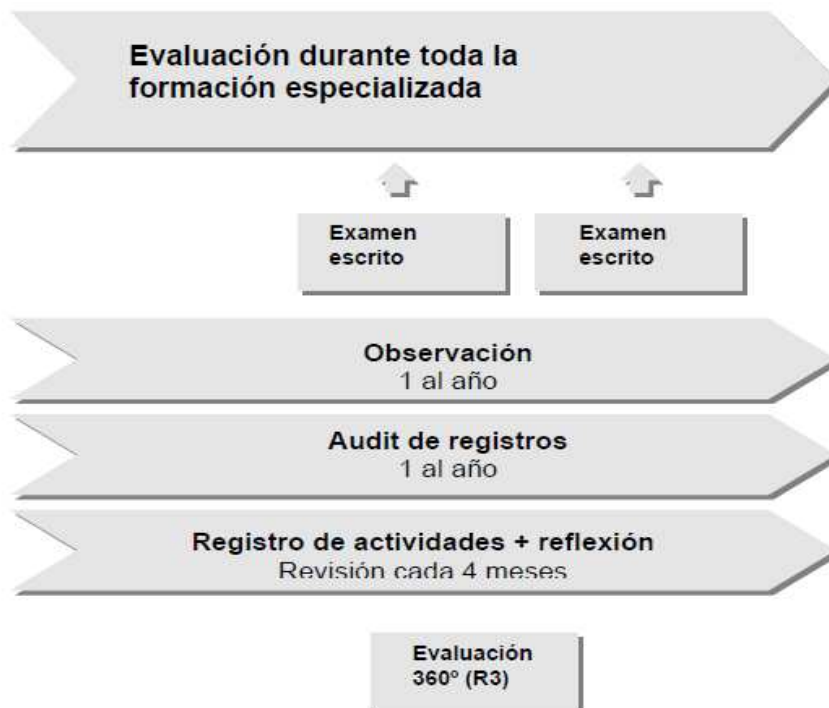 Evaluación durante toda la
formación especializada
Examen
escrito
Examen
escrito
Observación
1 al año
Audit de registros
1 al año
Registro de actividades + reflexión
Revisión cada 4 meses
Evaluación
360º (R3)